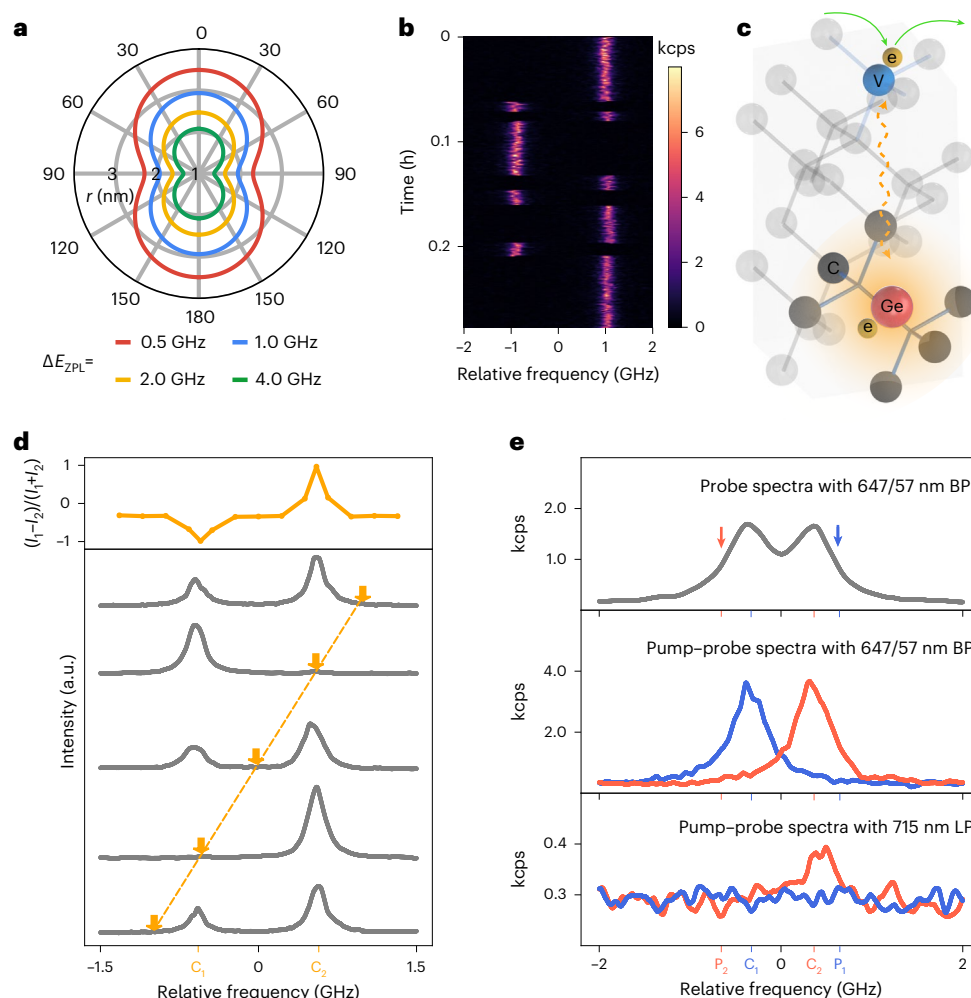 a
0
30
30
60
60
90
3
2
1
90
r (nm)
120
120
150
150
180
ΔE_ZPL=
0.5 GHz
1.0 GHz
2.0 GHz
4.0 GHz
b
kcps
0
0.1
0.2
Time (h)
6
4
2
0
−2
−1
0
1
2
Relative frequency (GHz)
c
e
V
C
Ge
e
d
(I₁−I₂)/(I₁+I₂)
1
0
−1
Intensity (a.u.)
−1.5
C₁
0
C₂
1.5
Relative frequency (GHz)
e
Probe spectra with 647/57 nm BP
kcps
2.0
1.0
Pump–probe spectra with 647/57 nm BP
kcps
4.0
2.0
Pump–probe spectra with 715 nm LP
kcps
0.4
0.3
−2
P₂
C₁
0
C₂
P₁
2
Relative frequency (GHz)